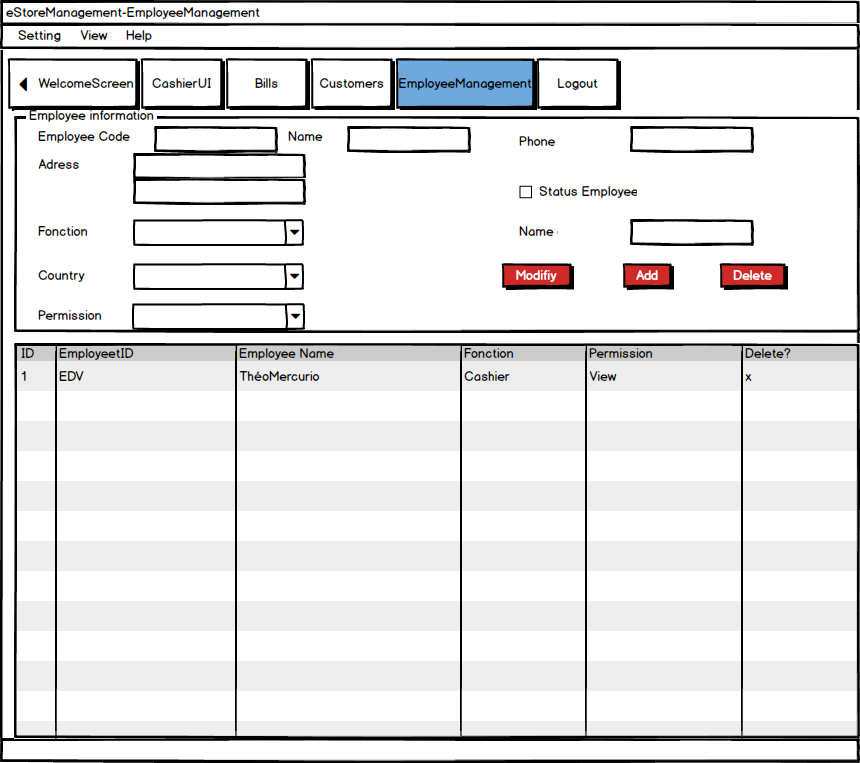 eStoreManagement-EmployeeManagement
Setting View Help
WelcomeScreen CashierUI Bills Customers EmployeeManagement Logout
Employee information
Employee Code Name Phone
Adress
Status Employee
Fonction Name
Country Modifiy Add Delete
Permission
ID EmployeetID Employee Name Fonction Permission Delete?
1 EDV ThéoMercurio Cashier View x